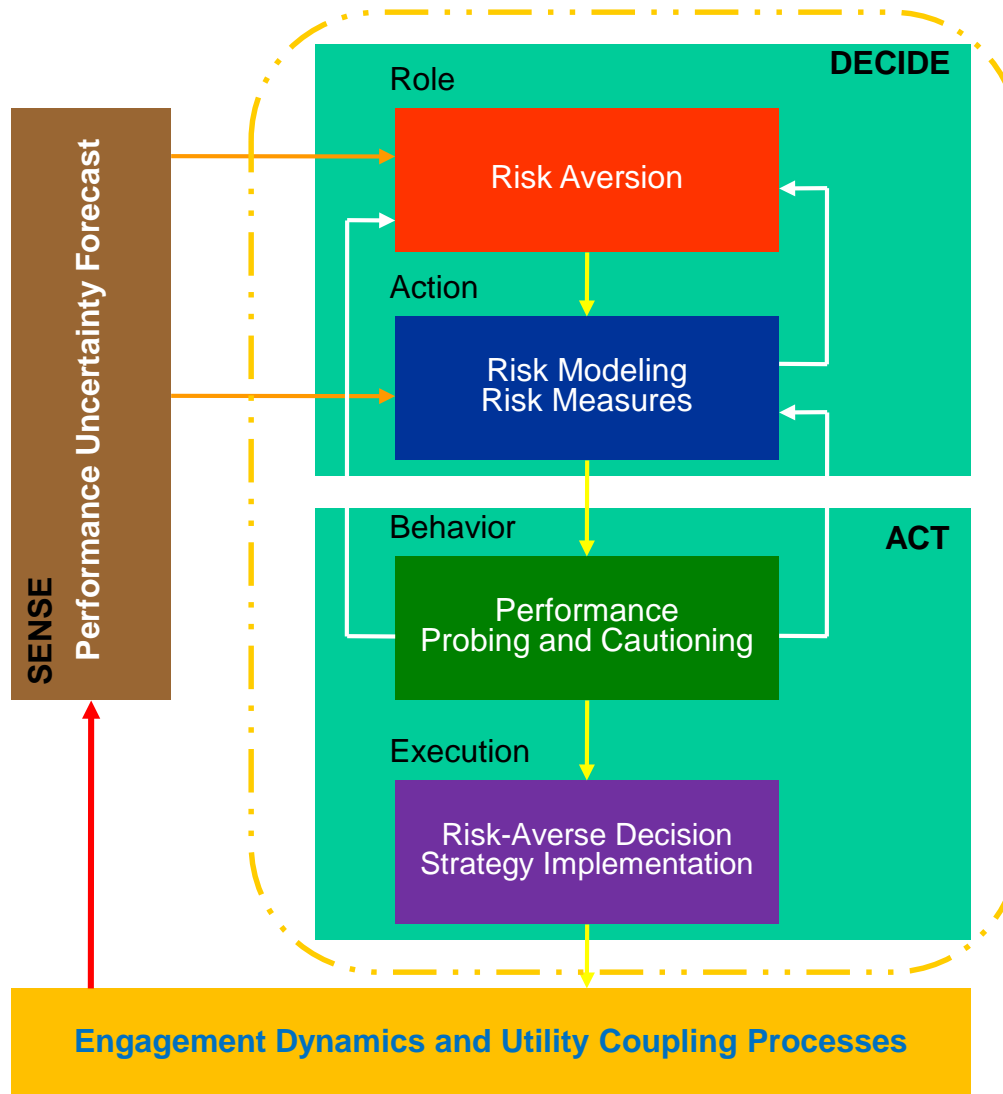 DECIDE
Role
Risk Aversion
Action
Risk Modeling
Risk Measures
SENSE
Performance Uncertainty Forecast
ACT
Behavior
Performance
Probing and Cautioning
Execution
Risk-Averse Decision
Strategy Implementation
Engagement Dynamics and Utility Coupling Processes